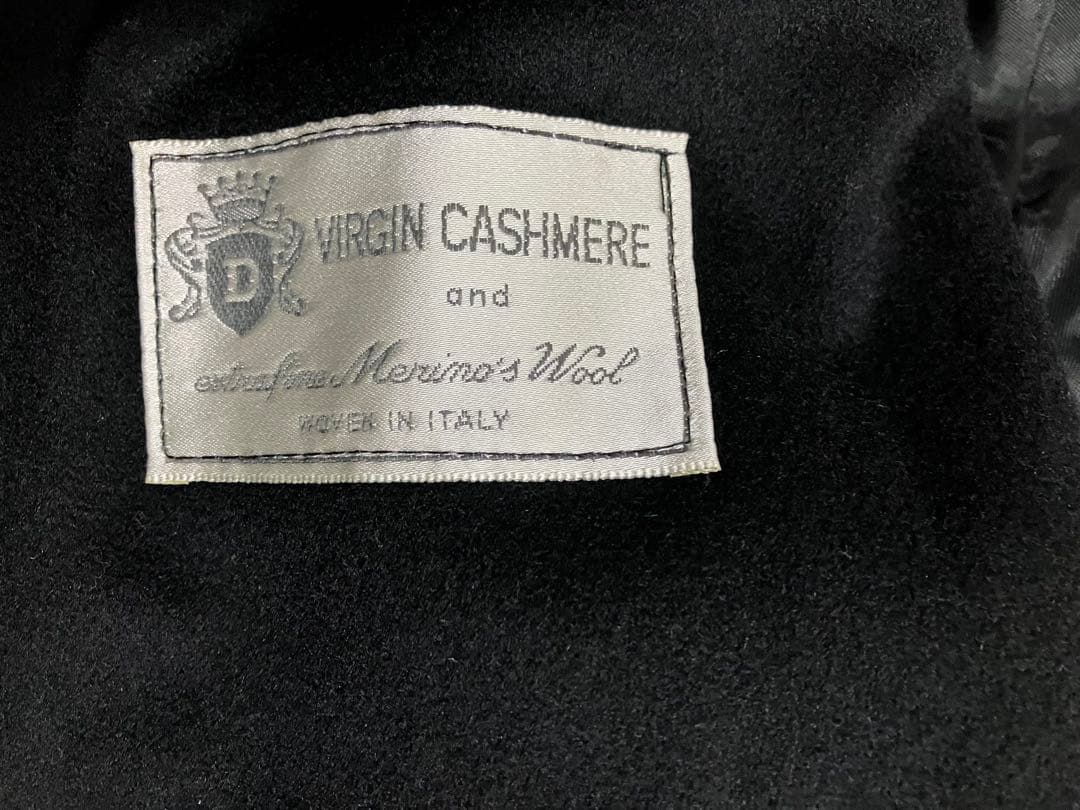 D
VIRGIN CASHMERE
and
extrafine Merino's Wool
WOVEN IN ITALY